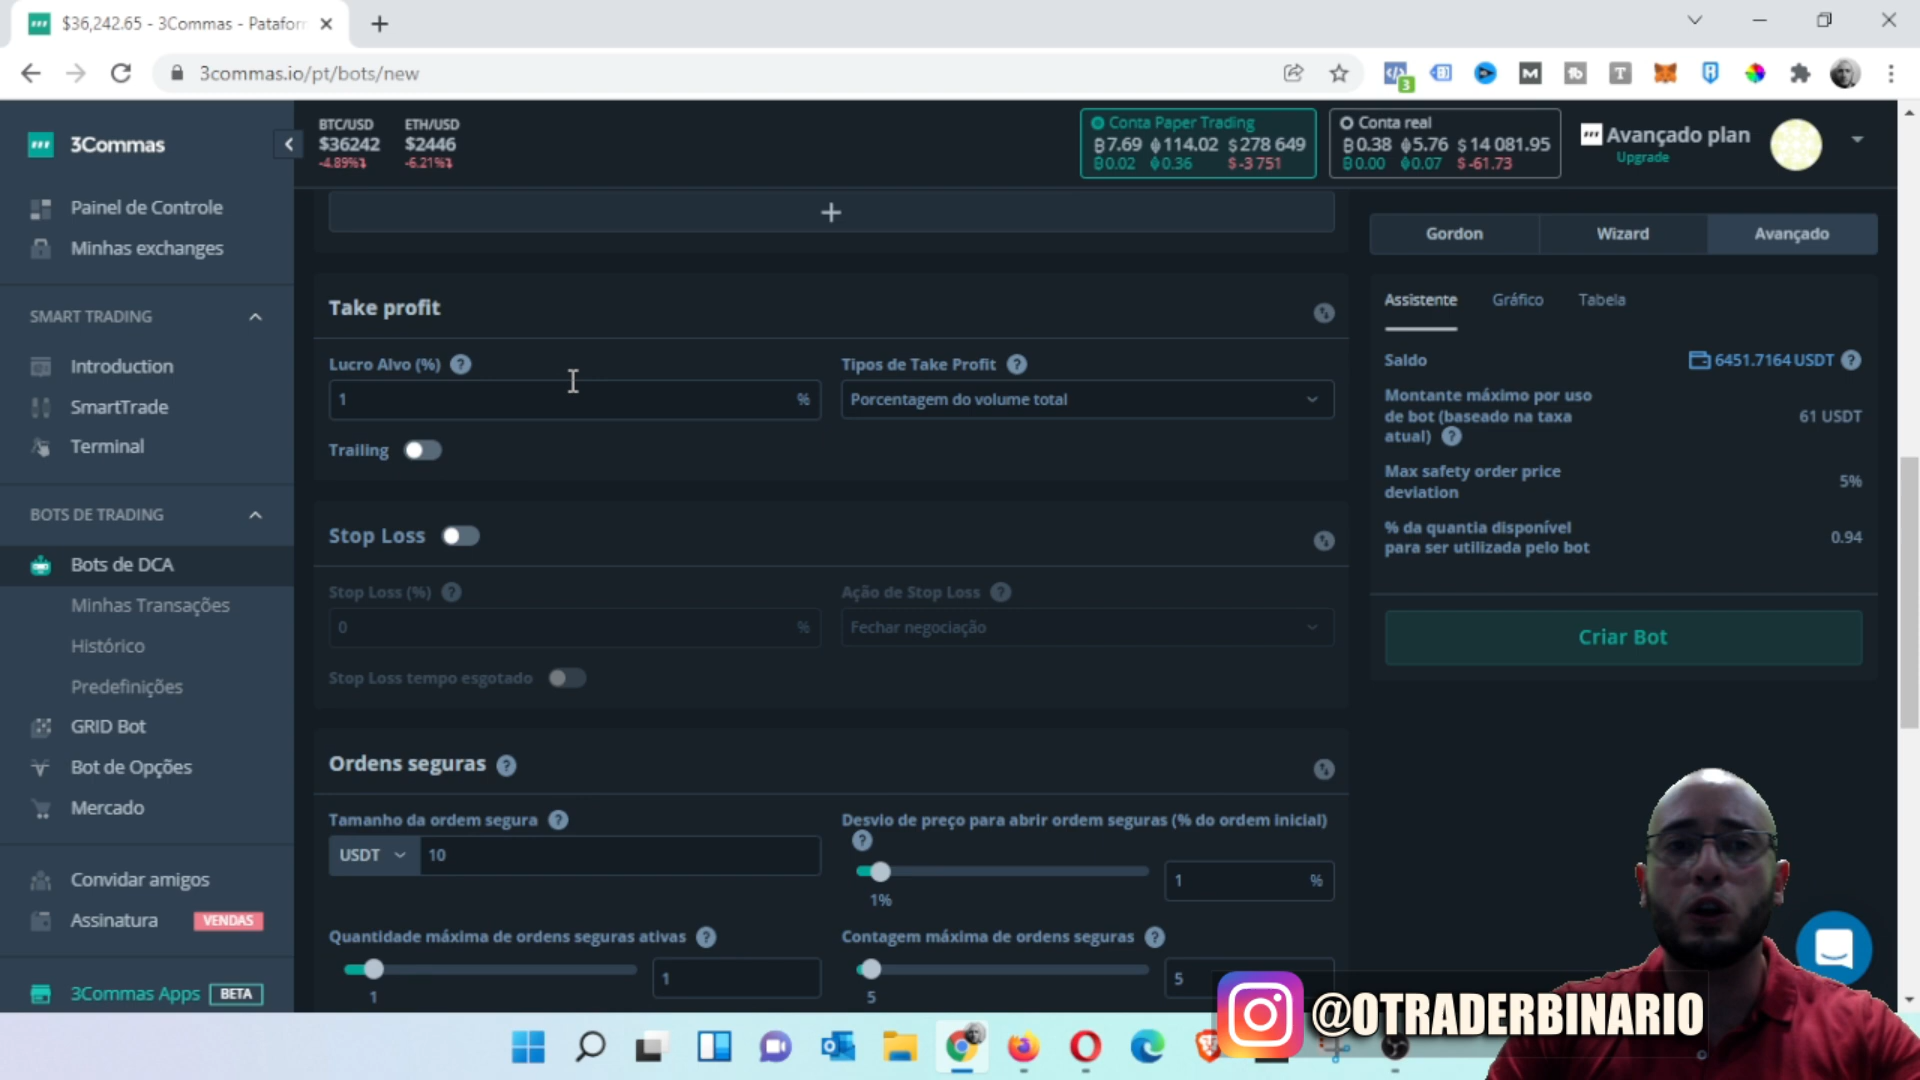 $36,242.65 - 3Commas - Platafor
3commas.io/pt/bots/new
3Commas
BTC/USD
$36242
-4.89%
ETH/USD
$2446
-6.21%
Conta Paper Trading
₿7.69 114.02 $278 649
₿0.02 0.36 $-3 751
Conta real
₿0.38 5.76 $14 081.95
₿0.00 0.07 $-61.73
Avançado plan
Upgrade
Painel de Controle
Minhas exchanges
SMART TRADING
Introduction
SmartTrade
Terminal
BOTS DE TRADING
Bots de DCA
Minhas Transações
Histórico
Predefinições
GRID Bot
Bot de Opções
Mercado
Convidar amigos
Assinatura VENDAS
3Commas Apps BETA
+
Take profit
Lucro Alvo (%) ?
1 %
Tipos de Take Profit ?
Porcentagem do volume total
Trailing
Stop Loss
Stop Loss (%) ?
0 %
Ação de Stop Loss ?
Fechar negociação
Stop Loss tempo esgotado
Ordens seguras ?
Tamanho da ordem segura ?
USDT 10
Desvio de preço para abrir ordem seguras (% do ordem inicial)
?
1 %
1%
Quantidade máxima de ordens seguras ativas ?
1
1
Contagem máxima de ordens seguras ?
5
5
Gordon Wizard Avançado
Assistente Gráfico Tabela
Saldo 6451.7164 USDT ?
Montante máximo por uso
de bot (baseado na taxa
atual) ?
61 USDT
Max safety order price
deviation
5%
% da quantia disponível
para ser utilizada pelo bot
0.94
Criar Bot
@OTRADERBINARIO